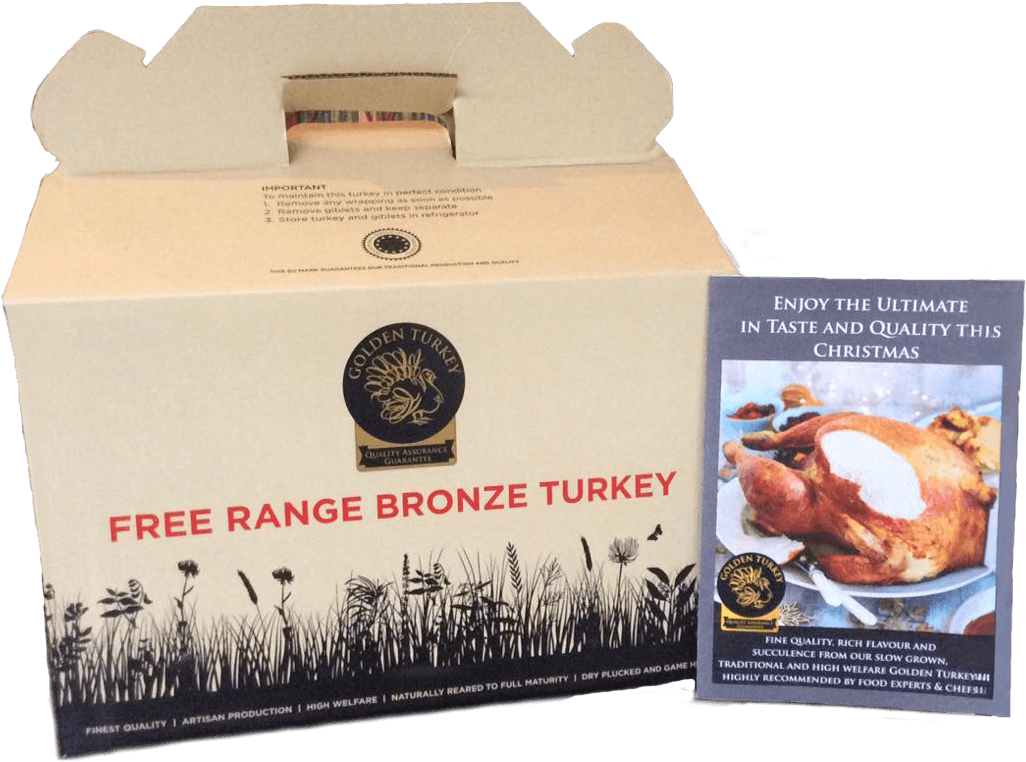 IMPORTANT
To maintain this turkey in perfect condition
1. Remove any wrapping as soon as possible
2. Remove giblets and keep separate
3. Store turkey and giblets in refrigerator
THIS EU MARK GUARANTEES OUR TRADITIONAL PRODUCTION AND QUALITY
GOLDEN TURKEY
QUALITY ASSURANCE
GUARANTEE
FREE RANGE BRONZE TURKEY
FINEST QUALITY | ARTISAN PRODUCTION | HIGH WELFARE | NATURALLY REARED TO FULL MATURITY | DRY PLUCKED AND GAME H
ENJOY THE ULTIMATE
IN TASTE AND QUALITY THIS
CHRISTMAS
GOLDEN TURKEY
QUALITY ASSURANCE
GUARANTEE
FINE QUALITY, RICH FLAVOUR AND
SUCCULENCE FROM OUR SLOW GROWN,
TRADITIONAL AND HIGH WELFARE GOLDEN TURKEY
HIGHLY RECOMMENDED BY FOOD EXPERTS & CHEFS